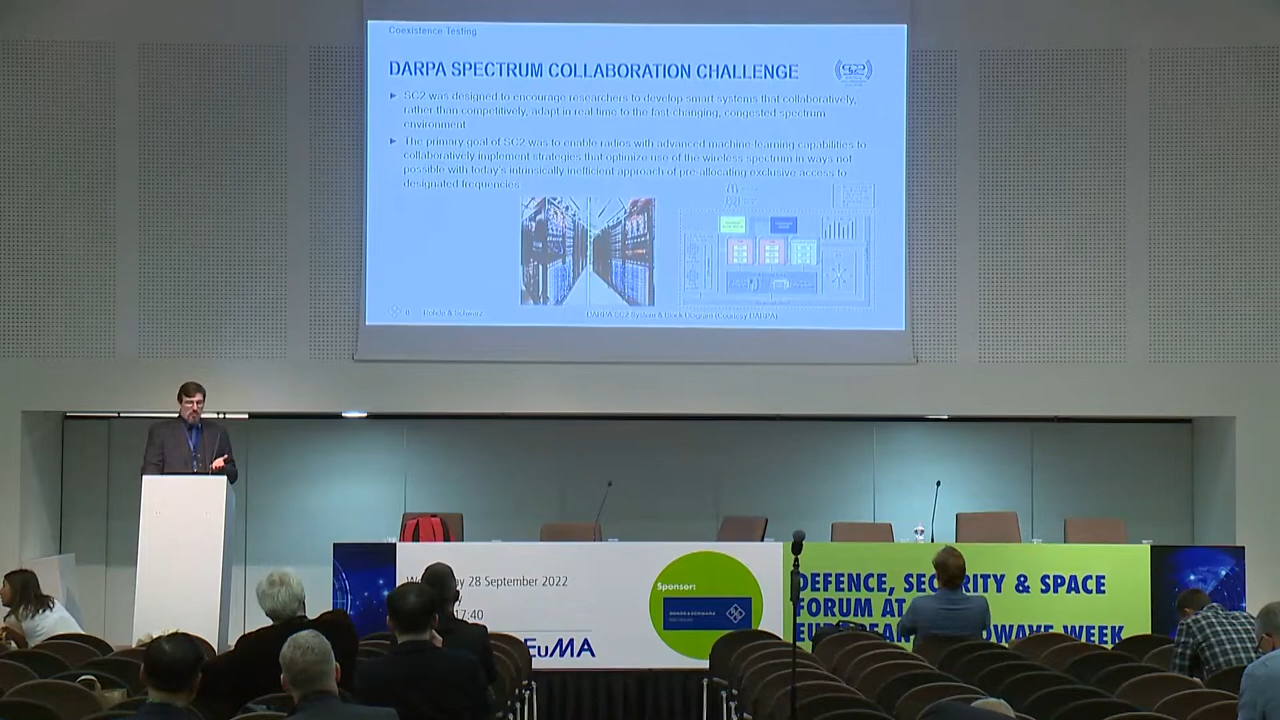 Coexistence Testing
DARPA SPECTRUM COLLABORATION CHALLENGE
SC2 was designed to encourage researchers to develop smart systems that collaboratively,
rather than competitively, adapt in real time to the fast-changing, congested spectrum
environment
The primary goal of SC2 was to enable radios with advanced machine-learning capabilities to
collaboratively implement strategies that optimize use of the wireless spectrum in ways not
possible with today's intrinsically inefficient approach of pre-allocating exclusive access to
designated frequencies
Rohde & Schwarz
DARPA SC2 System & Block Diagram (Courtesy DARPA)
28 September 2022
17:40
EuMA
Sponsor:
ROHDE & SCHWARZ
DEFENCE, SECURITY & SPACE
FORUM AT
WEEK